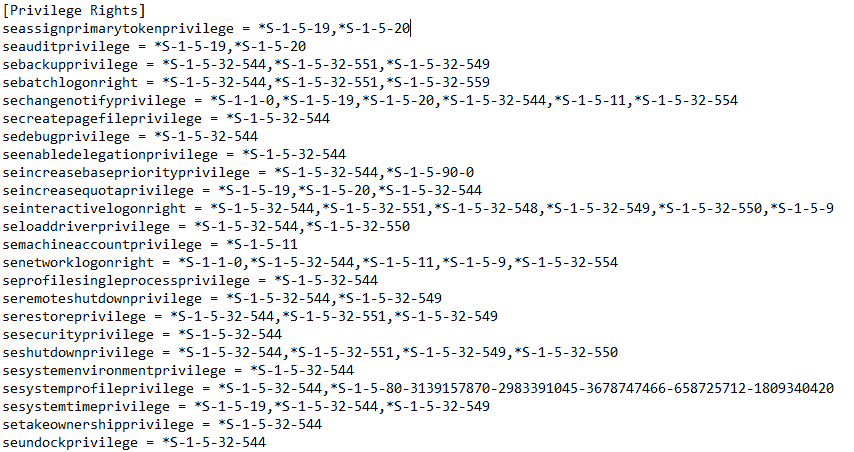 [Privilege Rights]
seassignprimarytokenprivilege = *S-1-5-19,*S-1-5-20
seauditprivilege = *S-1-5-19,*S-1-5-20
sebackupprivilege = *S-1-5-32-544,*S-1-5-32-551,*S-1-5-32-549
sebatchlogonright = *S-1-5-32-544,*S-1-5-32-551,*S-1-5-32-559
sechangenotifyprivilege = *S-1-1-0,*S-1-5-19,*S-1-5-20,*S-1-5-32-544,*S-1-5-11,*S-1-5-32-554
secreatepagefileprivilege = *S-1-5-32-544
sedebugprivilege = *S-1-5-32-544
seenabledelegationprivilege = *S-1-5-32-544
seincreasebasepriorityprivilege = *S-1-5-32-544,*S-1-5-90-0
seincreasequotaprivilege = *S-1-5-19,*S-1-5-20,*S-1-5-32-544
seinteractivelogonright = *S-1-5-32-544,*S-1-5-32-551,*S-1-5-32-548,*S-1-5-32-549,*S-1-5-32-550,*S-1-5-9
seloaddriverprivilege = *S-1-5-32-544,*S-1-5-32-550
semachineaccountprivilege = *S-1-5-11
senetworklogonright = *S-1-1-0,*S-1-5-32-544,*S-1-5-11,*S-1-5-9,*S-1-5-32-554
seprofilesingleprocessprivilege = *S-1-5-32-544
seremoteshutdownprivilege = *S-1-5-32-544,*S-1-5-32-549
serestoreprivilege = *S-1-5-32-544,*S-1-5-32-551,*S-1-5-32-549
sesecurityprivilege = *S-1-5-32-544
seshutdownprivilege = *S-1-5-32-544,*S-1-5-32-551,*S-1-5-32-549,*S-1-5-32-550
sesystemenvironmentprivilege = *S-1-5-32-544
sesystemprofileprivilege = *S-1-5-32-544,*S-1-5-80-3139157870-2983391045-3678747466-658725712-1809340420
sesystemtimeprivilege = *S-1-5-19,*S-1-5-32-544,*S-1-5-32-549
setakeownershipprivilege = *S-1-5-32-544
seundockprivilege = *S-1-5-32-544